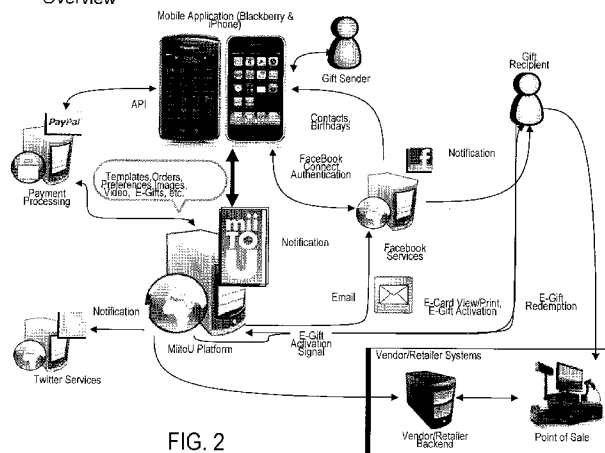 Overview
Mobile Application (Blackberry &
iPhone)
Gift Sender
Gift
Recipient
API
PayPal
Contacts,
Birthdays
Payment
Processing
Templates,Orders,
Preferences,Images,
Video, E-Gifts, etc.
FaceBook
Connect
Authentication
f
Notification
mii
TO
U
Notification
Facebook
Services
Email
E-Card View/Print,
E-Gift Activation
E-Gift
Redemption
Notification
E-Gift
Activation
Signal
MiitoU Platform
Twitter Services
Vendor/Retailer Systems
Vendor/Retailer
Backend
Point of Sale
FIG. 2